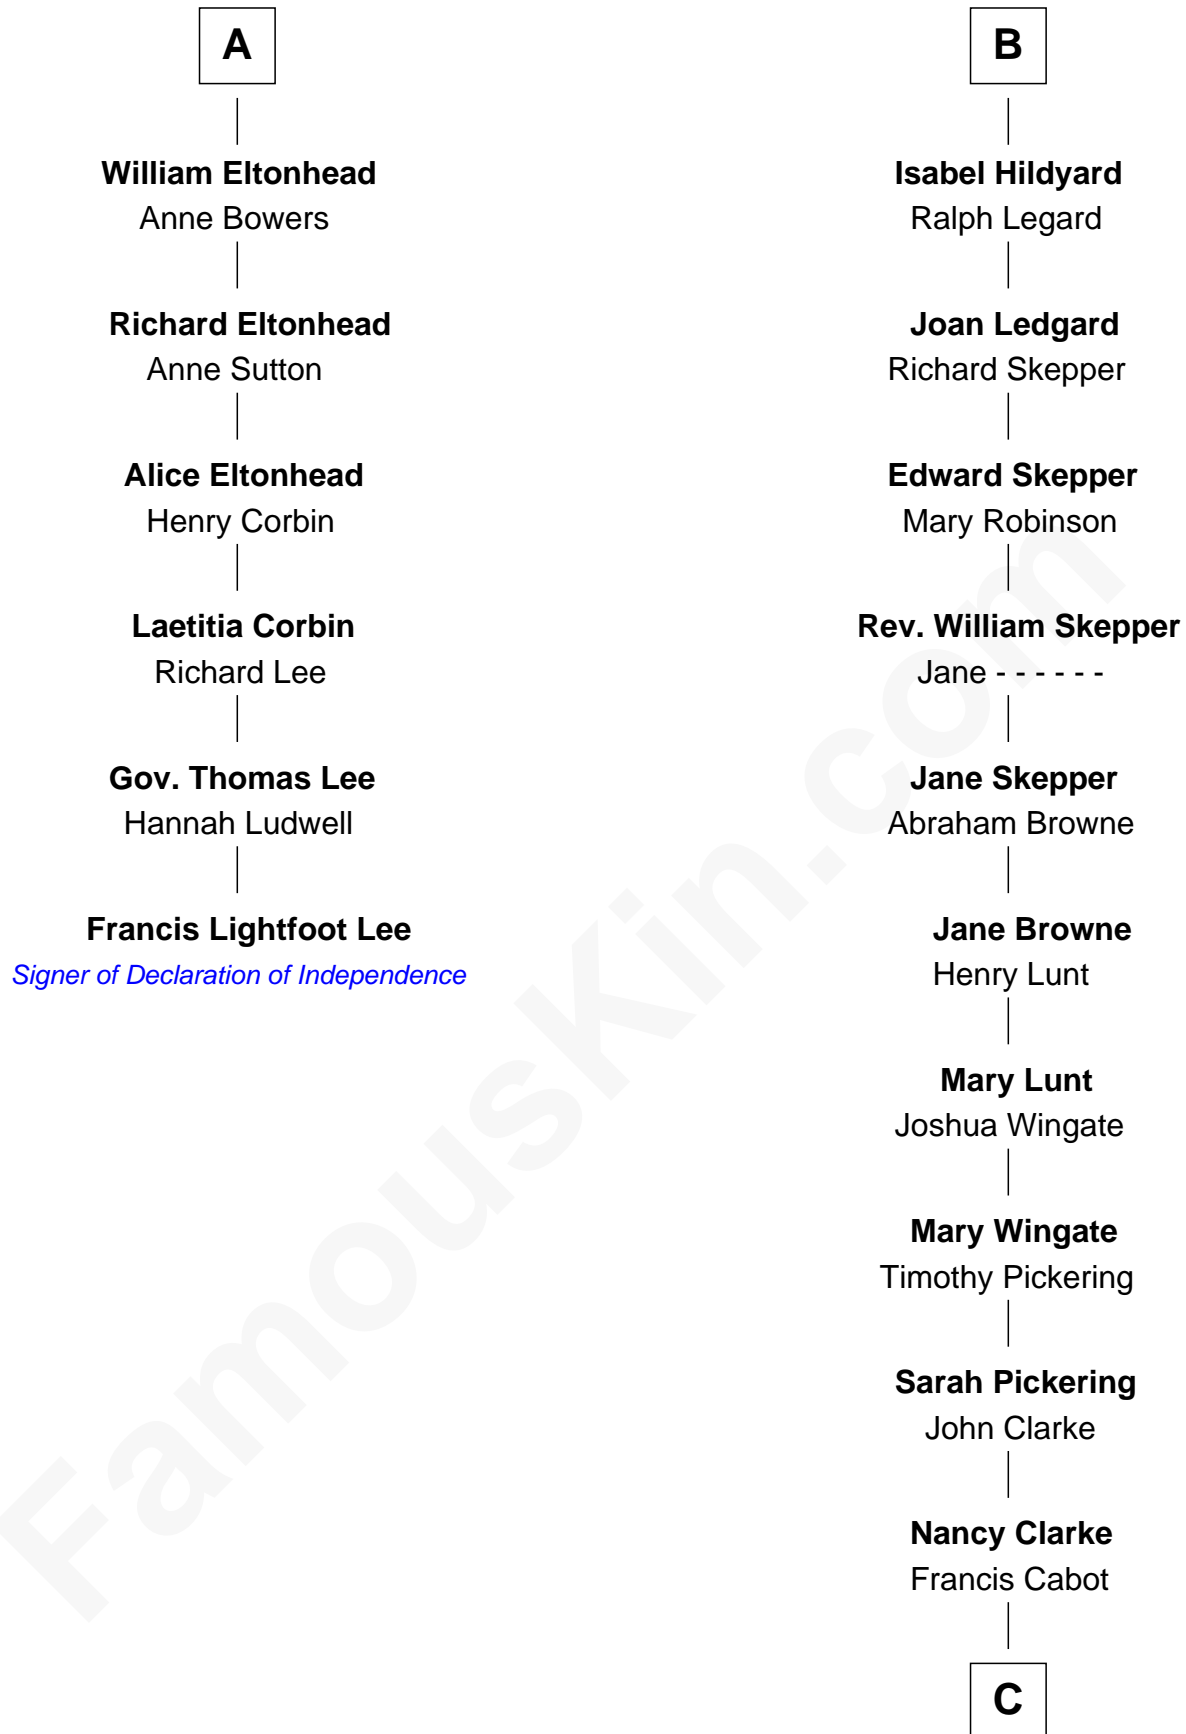 A
William Eltonhead
Anne Bowers
Richard Eltonhead
Anne Sutton
Alice Eltonhead
Henry Corbin
Laetitia Corbin
Richard Lee
Gov. Thomas Lee
Hannah Ludwell
Francis Lightfoot Lee
Signer of Declaration of Independence
B
Isabel Hildyard
Ralph Legard
Joan Ledgard
Richard Skepper
Edward Skepper
Mary Robinson
Rev. William Skepper
Jane - - - - - -
Jane Skepper
Abraham Browne
Jane Browne
Henry Lunt
Mary Lunt
Joshua Wingate
Mary Wingate
Timothy Pickering
Sarah Pickering
John Clarke
Nancy Clarke
Francis Cabot
C
FamousKin.com